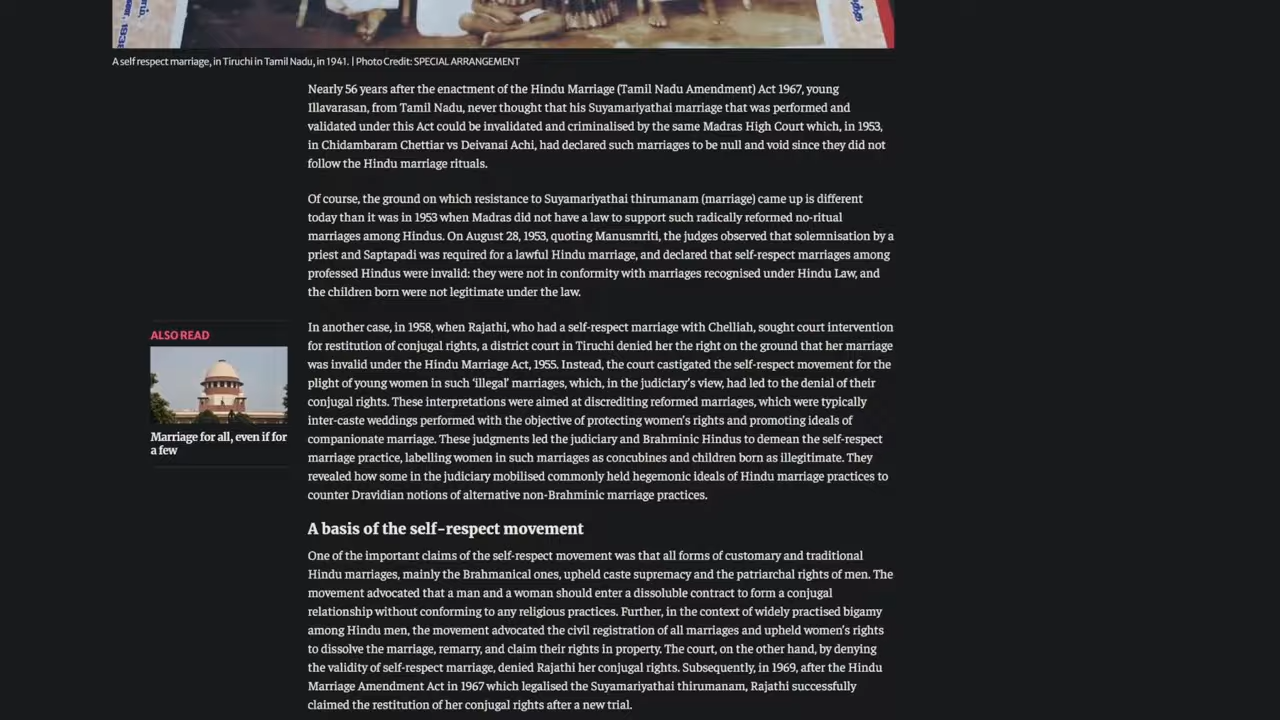 1938
A self respect marriage, in Tiruchi in Tamil Nadu, in 1941. | Photo Credit: SPECIAL ARRANGEMENT
Nearly 56 years after the enactment of the Hindu Marriage (Tamil Nadu Amendment) Act 1967, young
Illavarasan, from Tamil Nadu, never thought that his Suyamariyathai marriage that was performed and
validated under this Act could be invalidated and criminalised by the same Madras High Court which, in 1953,
in Chidambaram Chettiar vs Deivanai Achi, had declared such marriages to be null and void since they did not
follow the Hindu marriage rituals.
Of course, the ground on which resistance to Suyamariyathai thirumanam (marriage) came up is different
today than it was in 1953 when Madras did not have a law to support such radically reformed no-ritual
marriages among Hindus. On August 28, 1953, quoting Manusmriti, the judges observed that solemnisation by a
priest and Saptapadi was required for a lawful Hindu marriage, and declared that self-respect marriages among
professed Hindus were invalid: they were not in conformity with marriages recognised under Hindu Law, and
the children born were not legitimate under the law.
ALSO READ
Marriage for all, even if for
a few
In another case, in 1958, when Rajathi, who had a self-respect marriage with Chelliah, sought court intervention
for restitution of conjugal rights, a district court in Tiruchi denied her the right on the ground that her marriage
was invalid under the Hindu Marriage Act, 1955. Instead, the court castigated the self-respect movement for the
plight of young women in such ‘illegal’ marriages, which, in the judiciary’s view, had led to the denial of their
conjugal rights. These interpretations were aimed at discrediting reformed marriages, which were typically
inter-caste weddings performed with the objective of protecting women’s rights and promoting ideals of
companionate marriage. These judgments led the judiciary and Brahminic Hindus to demean the self-respect
marriage practice, labelling women in such marriages as concubines and children born as illegitimate. They
revealed how some in the judiciary mobilised commonly held hegemonic ideals of Hindu marriage practices to
counter Dravidian notions of alternative non-Brahminic marriage practices.
A basis of the self-respect movement
One of the important claims of the self-respect movement was that all forms of customary and traditional
Hindu marriages, mainly the Brahmanical ones, upheld caste supremacy and the patriarchal rights of men. The
movement advocated that a man and a woman should enter a dissoluble contract to form a conjugal
relationship without conforming to any religious practices. Further, in the context of widely practised bigamy
among Hindu men, the movement advocated the civil registration of all marriages and upheld women’s rights
to dissolve the marriage, remarry, and claim their rights in property. The court, on the other hand, by denying
the validity of self-respect marriage, denied Rajathi her conjugal rights. Subsequently, in 1969, after the Hindu
Marriage Amendment Act in 1967 which legalised the Suyamariyathai thirumanam, Rajathi successfully
claimed the restitution of her conjugal rights after a new trial.